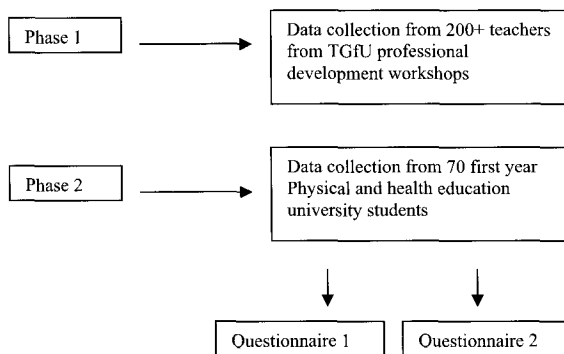 Phase 1
Data collection from 200+ teachers
from TGfU professional
development workshops
Phase 2
Data collection from 70 first year
Physical and health education
university students
Questionnaire 1
Questionnaire 2